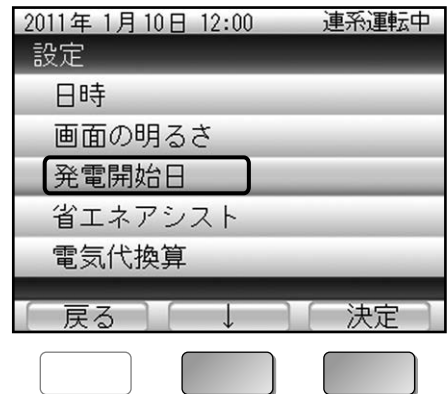 2011年 1月10日 12:00 連系運転中
設定
日時
画面の明るさ
発電開始日
省エネアシスト
電気代換算
戻る ↓ 決定